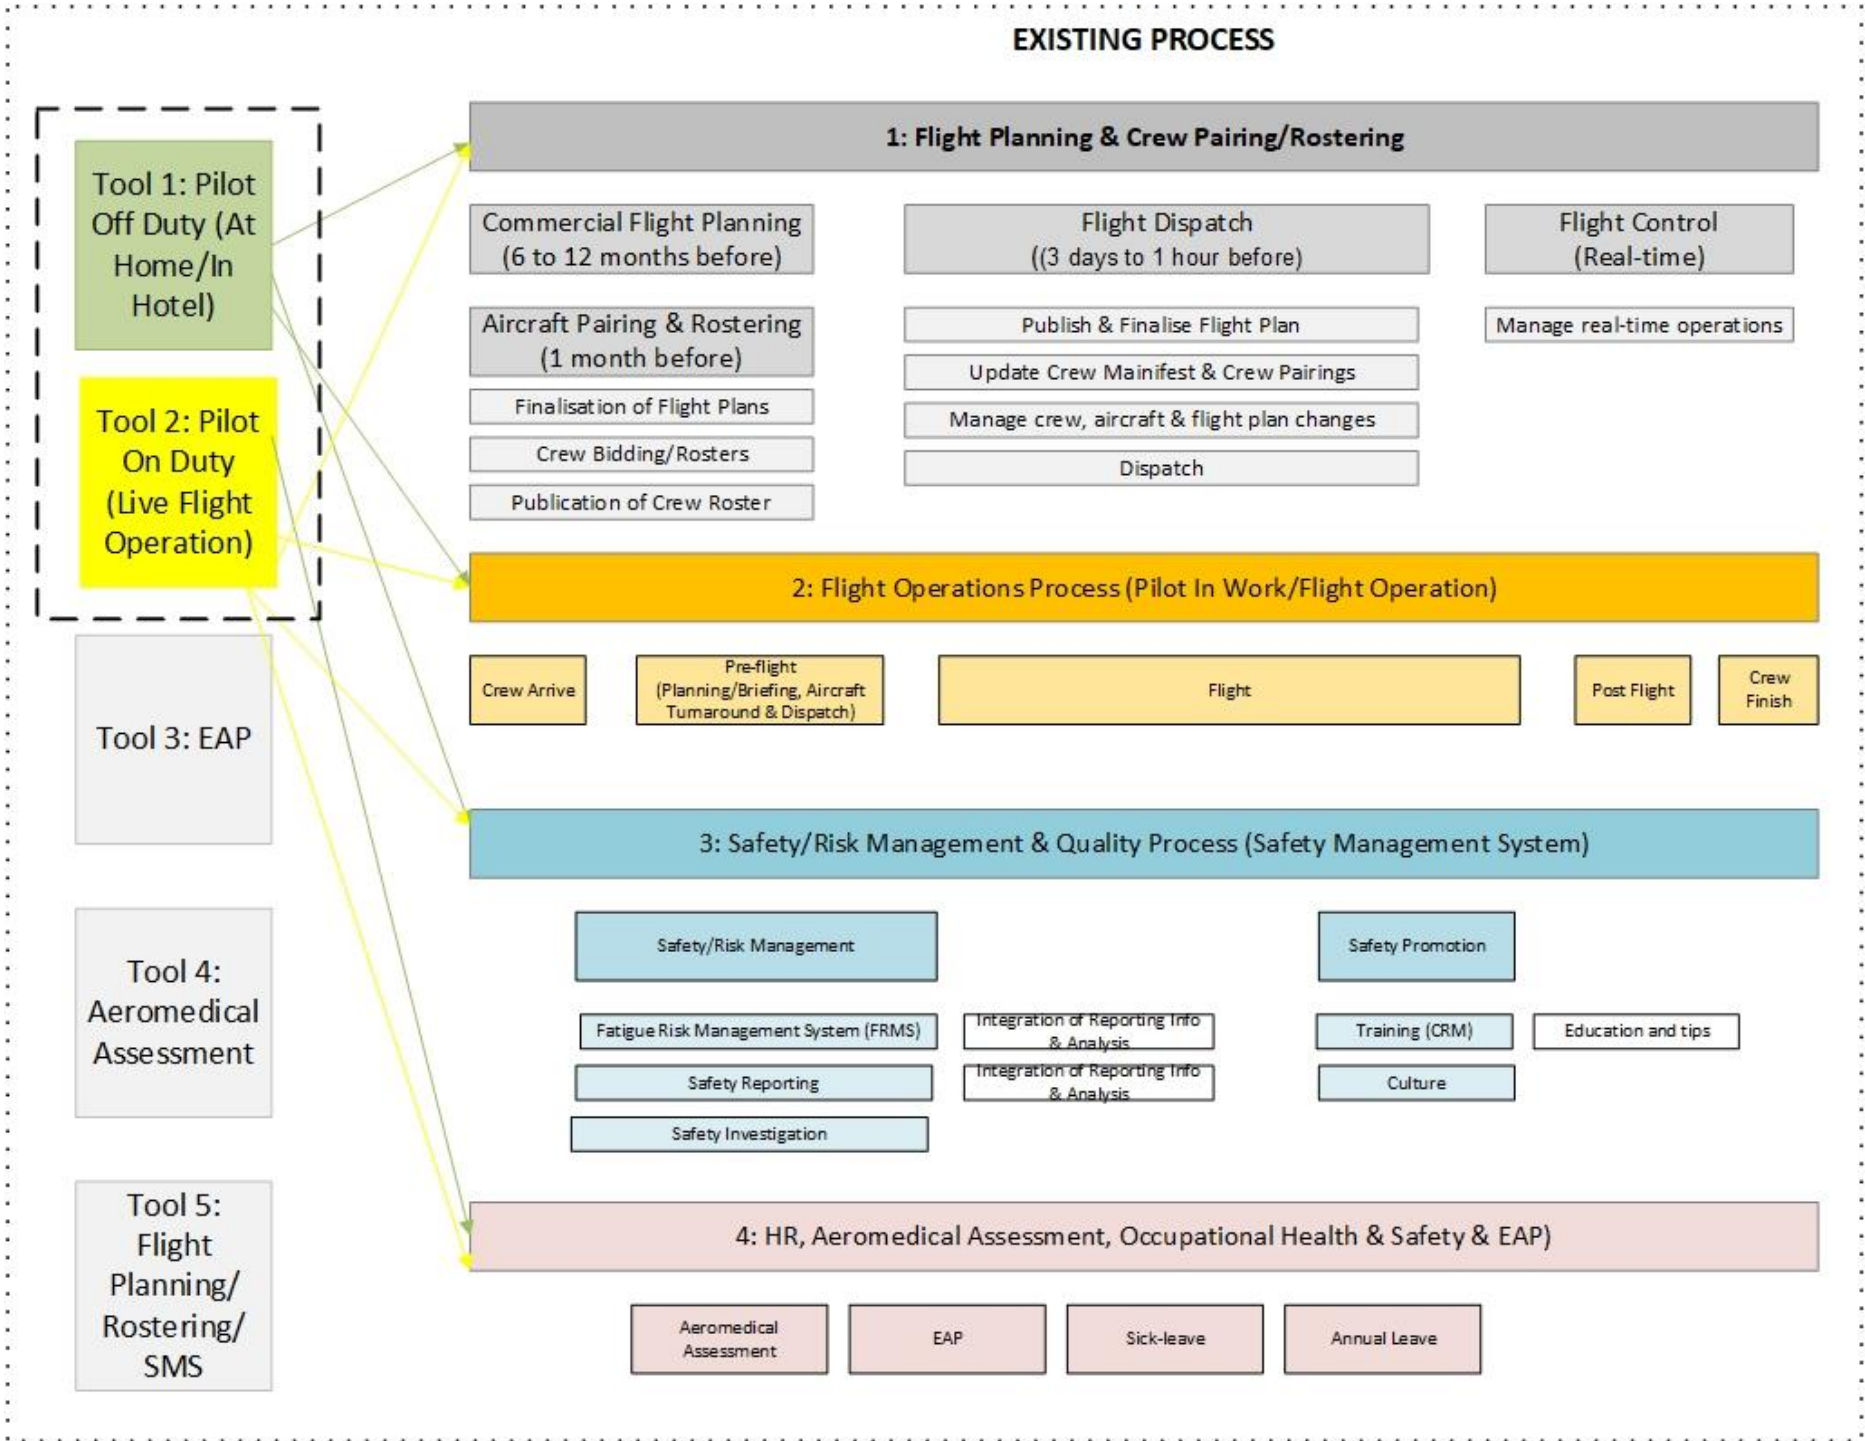 EXISTING PROCESS
Tool 1: Pilot
Off Duty (At
Home/In
Hotel)
Tool 2: Pilot
On Duty
(Live Flight
Operation)
Tool 3: EAP
Tool 4:
Aeromedical
Assessment
Tool 5:
Flight
Planning/
Rostering/
SMS
1: Flight Planning & Crew Pairing/Rostering
Commercial Flight Planning
(6 to 12 months before)
Aircraft Pairing & Rostering
(1 month before)
Finalisation of Flight Plans
Crew Bidding/Rosters
Publication of Crew Roster
Flight Dispatch
((3 days to 1 hour before)
Publish & Finalise Flight Plan
Update Crew Mainifest & Crew Pairings
Manage crew, aircraft & flight plan changes
Dispatch
Flight Control
(Real-time)
Manage real-time operations
2: Flight Operations Process (Pilot In Work/Flight Operation)
Crew Arrive
Pre-flight
(Planning/Briefing, Aircraft
Turnaround & Dispatch)
Flight
Post Flight
Crew
Finish
3: Safety/Risk Management & Quality Process (Safety Management System)
Safety/Risk Management
Fatigue Risk Management System (FRMS)
Integration of Reporting Info
& Analysis
Safety Reporting
Integration of Reporting Info
& Analysis
Safety Investigation
Safety Promotion
Training (CRM)
Education and tips
Culture
4: HR, Aeromedical Assessment, Occupational Health & Safety & EAP)
Aeromedical
Assessment
EAP
Sick-leave
Annual Leave